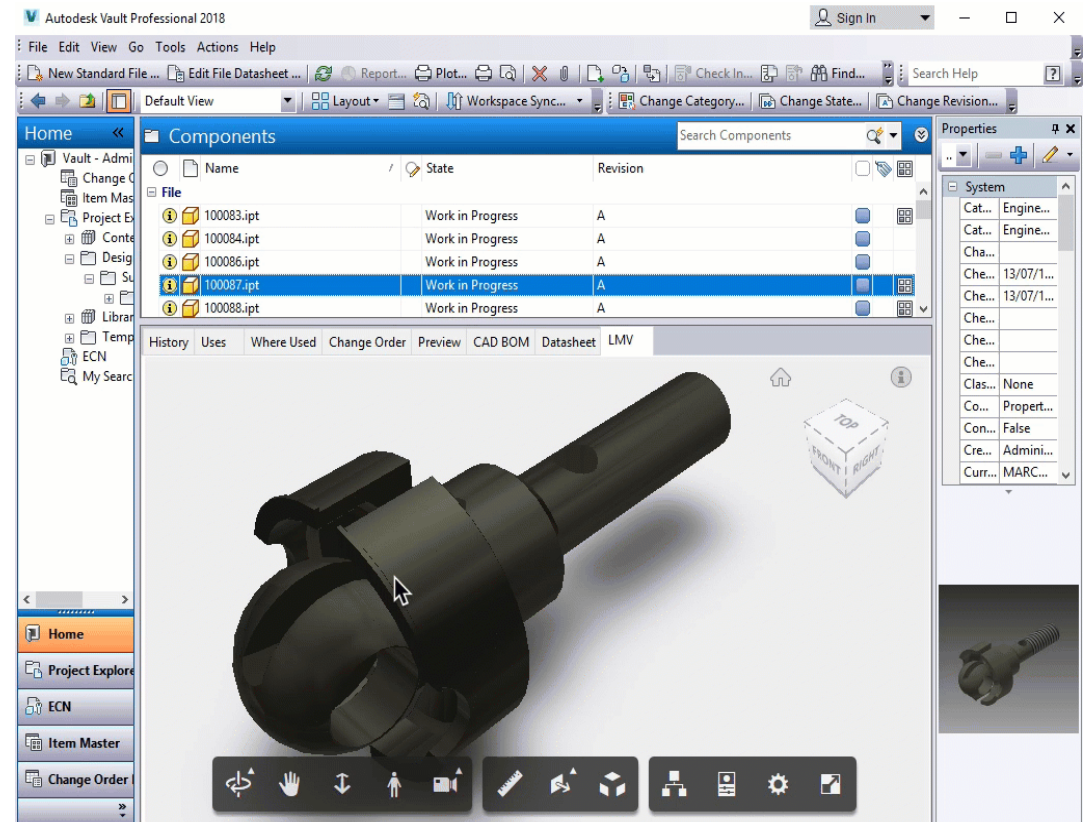 Autodesk Vault Professional 2018
Sign In
File Edit View Go Tools Actions Help
New Standard File ... Edit File Datasheet ... Report... Plot... Check In... Find... Search Help ?
Default View Layout Workspace Sync... Change Category... Change State... Change Revision...
Home «
Vault - Admi
Change O
Item Mas
Project Ex
Conte
Desig
Su
Librar
Temp
ECN
My Searc
Home
Project Explore
ECN
Item Master
Change Order
Components
Search Components
Name / State Revision
File
100083.ipt Work in Progress A
100084.ipt Work in Progress A
100086.ipt Work in Progress A
100087.ipt Work in Progress A
100088.ipt Work in Progress A
History Uses Where Used Change Order Preview CAD BOM Datasheet LMV
TOP
FRONT RIGHT
Properties
..
System
Cat... Engine...
Cat... Engine...
Cha...
Che... 13/07/1...
Che... 13/07/1...
Che...
Che...
Che...
Clas... None
Co... Propert...
Con... False
Cre... Admini...
Curr... MARC...